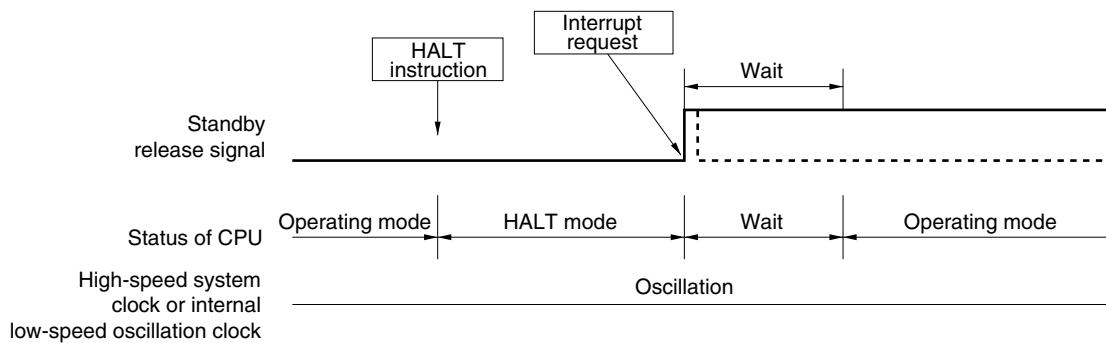 Interrupt
request
HALT
instruction
Wait
Standby
release signal
Operating mode
HALT mode
Wait
Operating mode
Status of CPU
High-speed system
clock or internal
low-speed oscillation clock
Oscillation